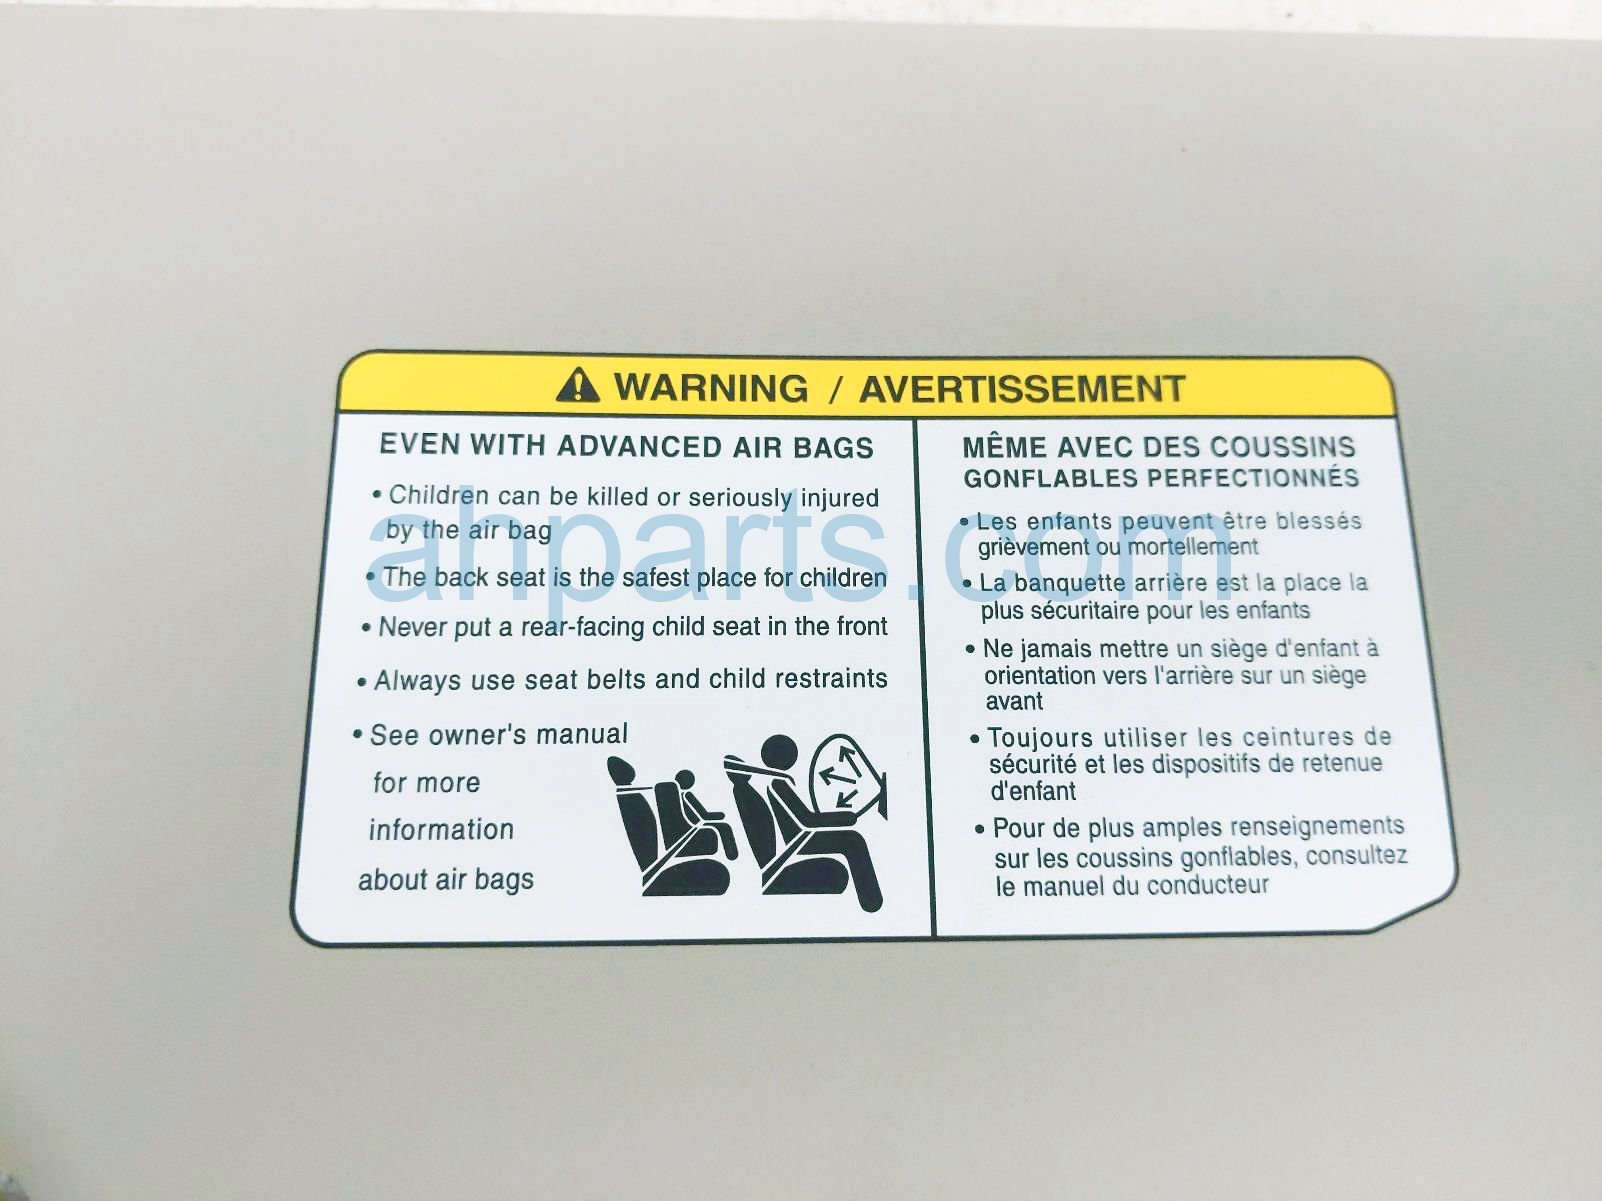 WARNING / AVERTISSEMENT
EVEN WITH ADVANCED AIR BAGS
• Children can be killed or seriously injured
by the air bag
• The back seat is the safest place for children
• Never put a rear-facing child seat in the front
• Always use seat belts and child restraints
• See owner's manual
for more
information
about air bags
MÊME AVEC DES COUSSINS
GONFLABLES PERFECTIONNÉS
• Les enfants peuvent être blessés
grièvement ou mortellement
• La banquette arrière est la place la
plus sécuritaire pour les enfants
• Ne jamais mettre un siège d'enfant à
orientation vers l'arrière sur un siège
avant
• Toujours utiliser les ceintures de
sécurité et les dispositifs de retenue
d'enfant
• Pour de plus amples renseignements
sur les coussins gonflables, consultez
le manuel du conducteur
ahparts.com